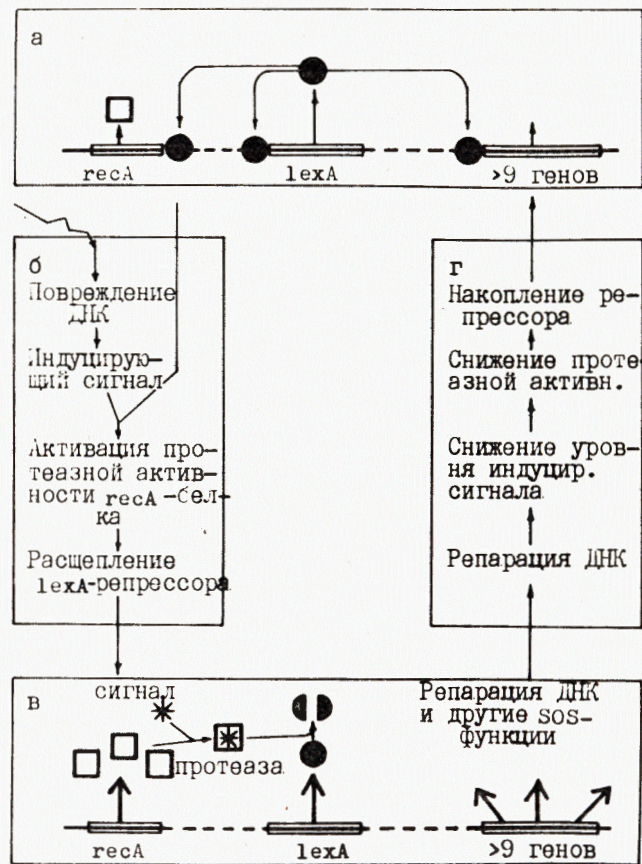 а
recA
lexA
>9 генов
б
Повреждение
ДНК
Индуцирую-
щий сигнал
Активация про-
теазной актив-
ности recA-бел-
ка
Расщепление
lexA-репрессора
г
Накопление ре-
прессора
Снижение проте-
азной активн.
Снижение уров-
ня индуцир.
сигнала
Репарация ДНК
в
сигнал
протеаза
Репарация ДНК
и другие SOS-
функции
recA
lexA
>9 генов